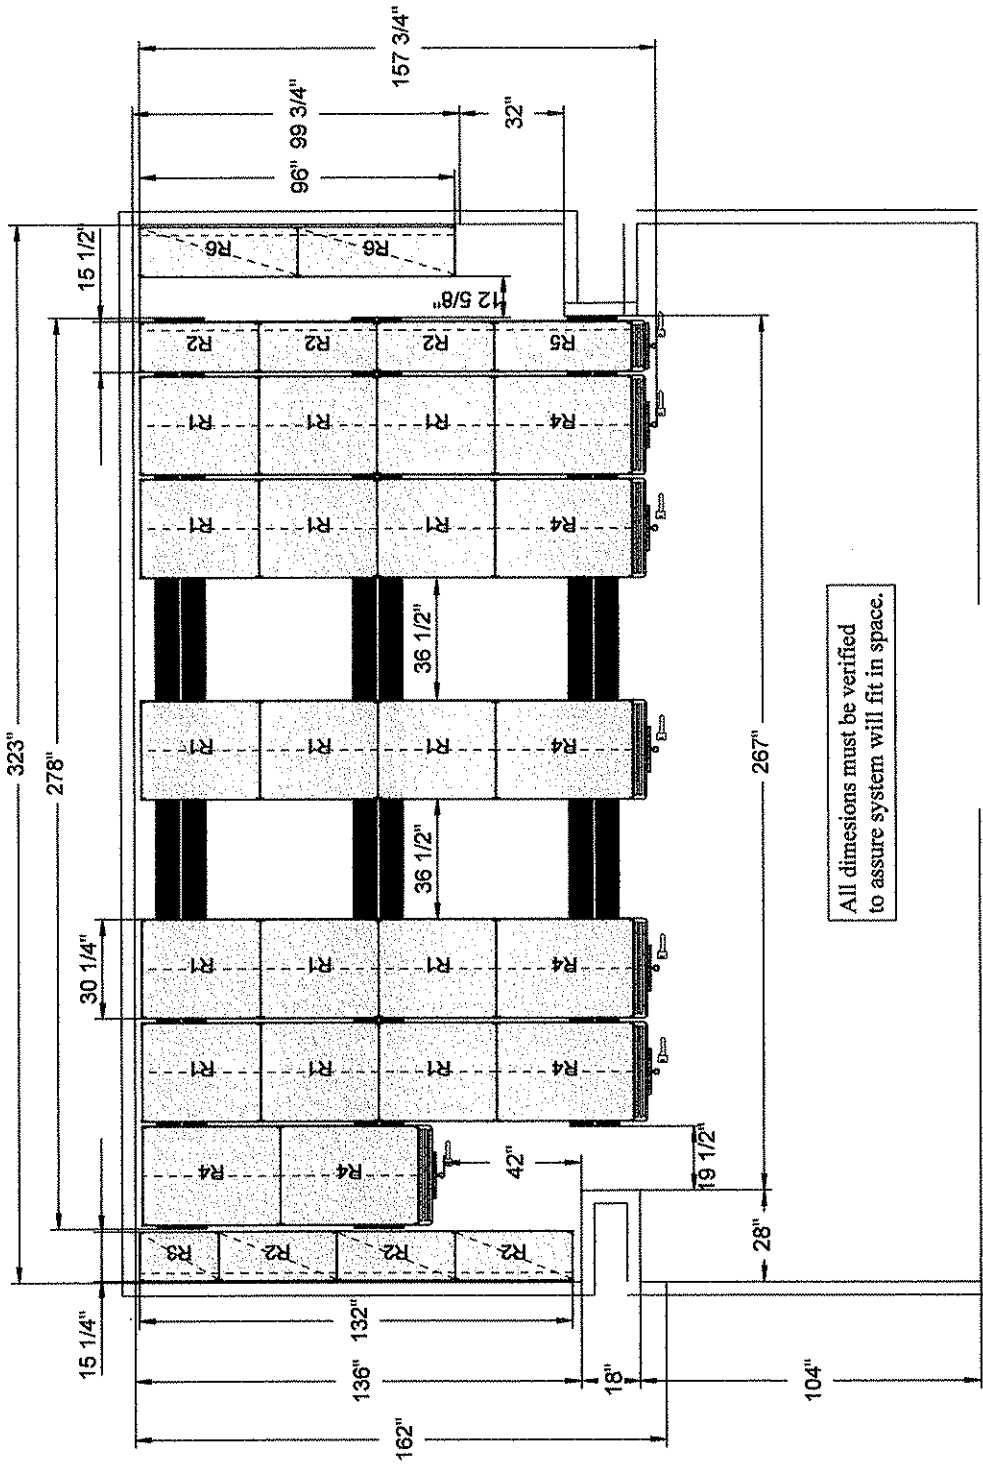 323"
278"
15 1/4"
30 1/4"
15 1/2"
R3
R2
R2
R2
R4
R4
R1
R1
R1
R4
R1
R1
R1
R4
R1
R1
R1
R4
R1
R1
R1
R4
R1
R1
R1
R4
R2
R2
R2
R5
R6
R6
36 1/2"
36 1/2"
12 5/8"
96"
99 3/4"
32"
157 3/4"
132"
136"
162"
18"
104"
42"
19 1/2"
28"
267"
All dimesions must be verified
to assure system will fit in space.